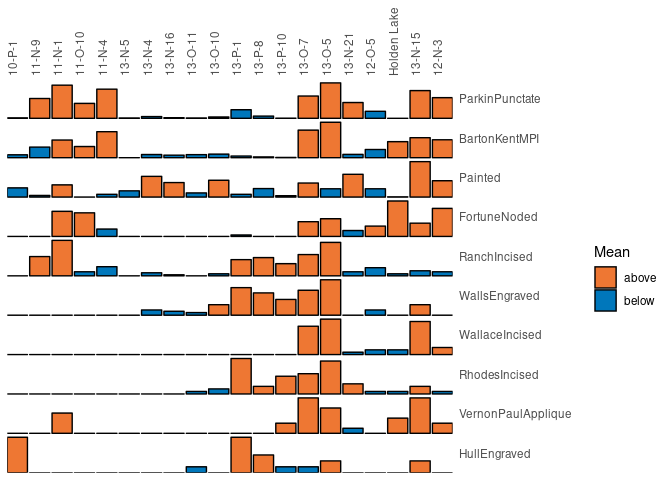 10-P-1
11-N-9
11-N-1
11-O-10
11-N-4
13-N-5
13-N-4
13-N-16
13-O-11
13-O-10
13-P-1
13-P-8
13-P-10
13-O-7
13-O-5
13-N-21
12-O-5
Holden Lake
13-N-15
12-N-3
ParkinPunctate
BartonKentMPI
Painted
FortuneNoded
RanchIncised
WallsEngraved
WallaceIncised
RhodesIncised
VernonPaulApplique
HullEngraved
Mean
above
below